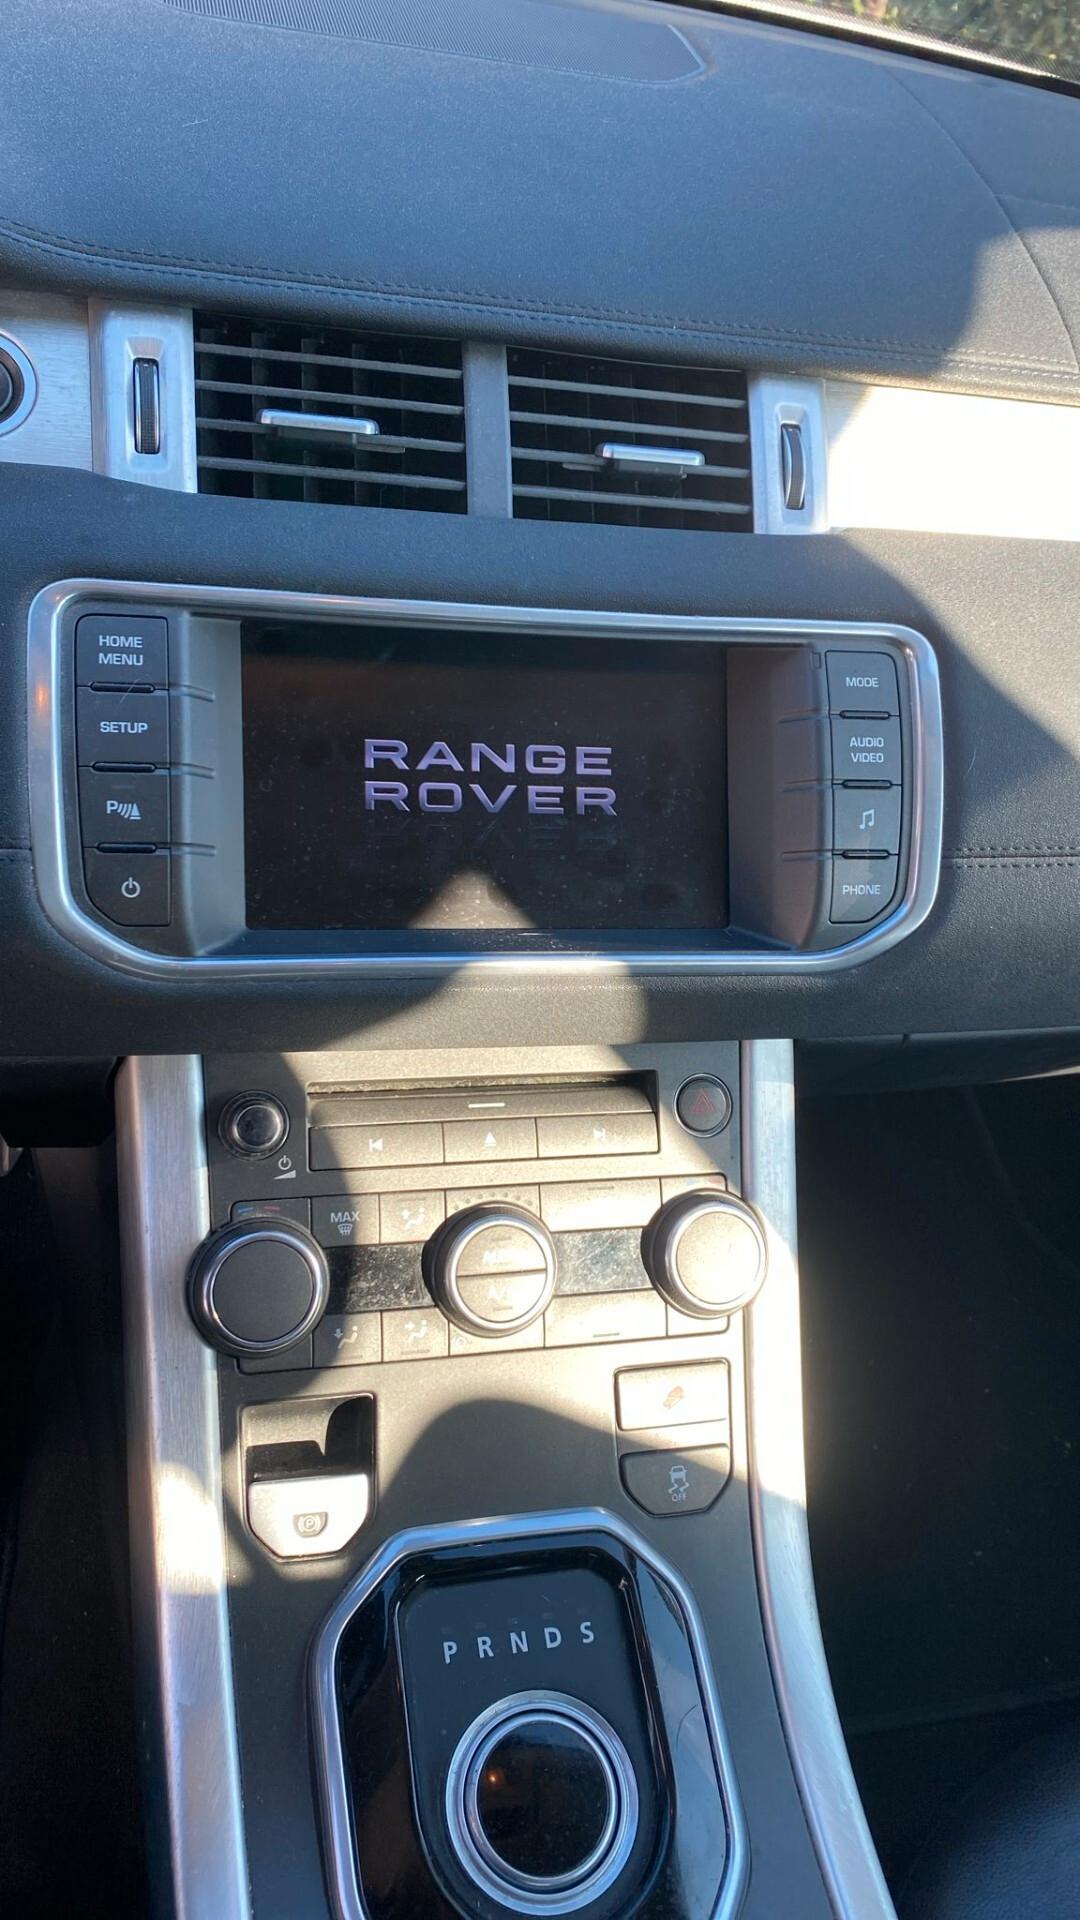 HOME
MENU
SETUP
P
RANGE
ROVER
MODE
AUDIO
VIDEO
PHONE
MAX
OFF
P R N D S